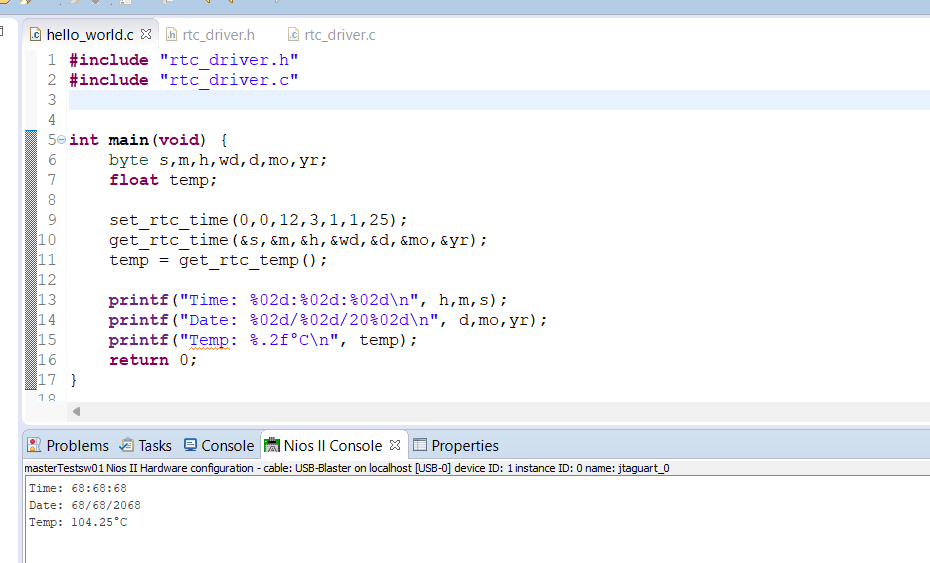 hello_world.c rtc_driver.h rtc_driver.c
1 #include "rtc_driver.h"
2 #include "rtc_driver.c"
3
4
5 int main(void) {
6 byte s,m,h,wd,d,mo,yr;
7 float temp;
8
9 set_rtc_time(0,0,12,3,1,1,25);
10 get_rtc_time(&s,&m,&h,&wd,&d,&mo,&yr);
11 temp = get_rtc_temp();
12
13 printf("Time: %02d:%02d:%02d\n", h,m,s);
14 printf("Date: %02d/%02d/20%02d\n", d,mo,yr);
15 printf("Temp: %.2f°C\n", temp);
16 return 0;
17 }
18
Problems Tasks Console Nios II Console Properties
masterTestsw01 Nios II Hardware configuration - cable: USB-Blaster on localhost [USB-0] device ID: 1 instance ID: 0 name: jtaguart_0
Time: 68:68:68
Date: 68/68/2068
Temp: 104.25°C